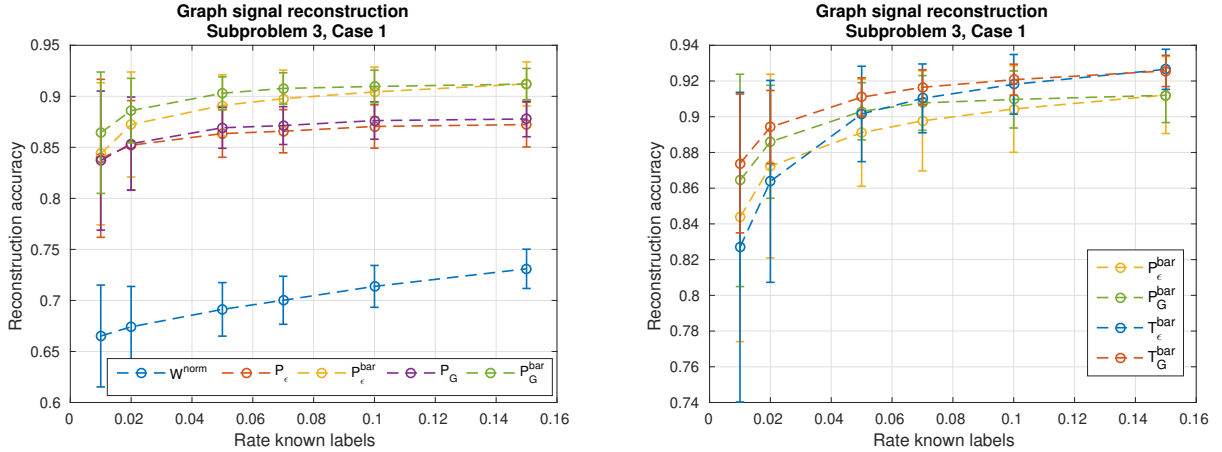 Graph signal reconstruction
Subproblem 3, Case 1
Reconstruction accuracy
0.95
0.9
0.85
0.8
0.75
0.7
0.65
0.6
W^norm P_ϵ P_ϵ^bar P_G P_G^bar
0 0.02 0.04 0.06 0.08 0.1 0.12 0.14 0.16
Rate known labels
Graph signal reconstruction
Subproblem 3, Case 1
Reconstruction accuracy
0.94
0.92
0.9
0.88
0.86
0.84
0.82
0.8
0.78
0.76
0.74
P_ϵ^bar
P_G^bar
T_ϵ^bar
T_G^bar
0 0.02 0.04 0.06 0.08 0.1 0.12 0.14 0.16
Rate known labels